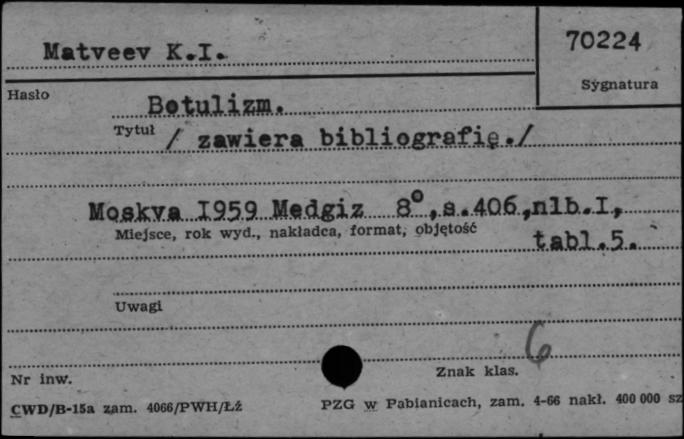 Matveev K.I.
70224
Sygnatura
Hasło
Botulizm.
Tytuł / zawiera bibliografię./
Moskva I959 Medgiz 8°,s.406,nlb.I,
Miejsce, rok wyd., nakładca, format, objętość
tabl.5.
Uwagi
6
Nr inw.
Znak klas.
CWD/B-15a zam. 4066/PWH/Łź
PZG w Pabianicach, zam. 4-66 nakł. 400 000 sz